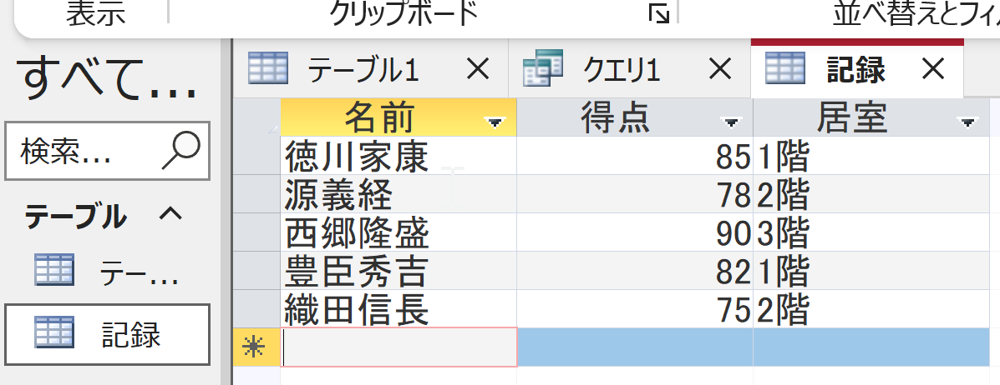 表示
クリップボード
並べ替えとフィ
すべて...
テーブル1
クエリ1
記録
検索...
テーブル
テー...
記録
名前 得点 居室
徳川家康 85 1階
源義経 78 2階
西郷隆盛 90 3階
豊臣秀吉 82 1階
織田信長 75 2階